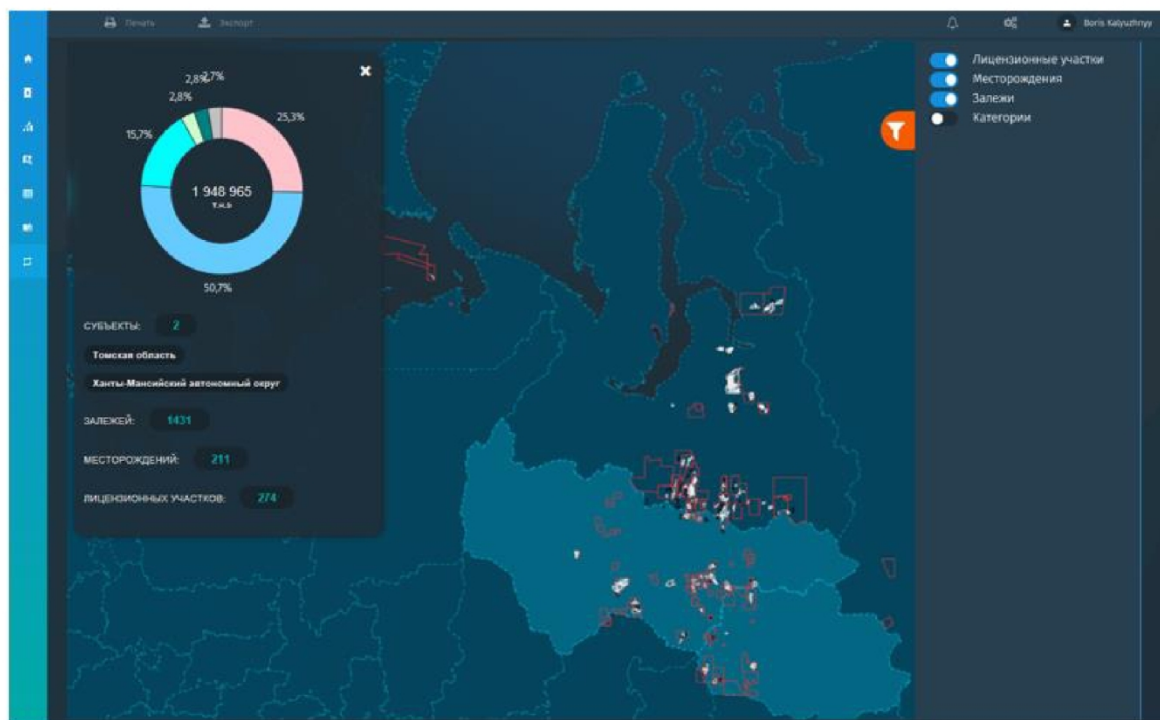 Печать Экспорт Boris Kalyuzhnyy
Лицензионные участки
Месторождения
Залежи
Категории
2,8% 2,7%
2,8%
25,3%
15,7%
1 948 965
т.н.э
50,7%
СУБЪЕКТЫ: 2
Томская область
Ханты-Мансийский автономный округ
ЗАЛЕЖЕЙ: 1431
МЕСТОРОЖДЕНИЙ: 211
ЛИЦЕНЗИОННЫХ УЧАСТКОВ: 274